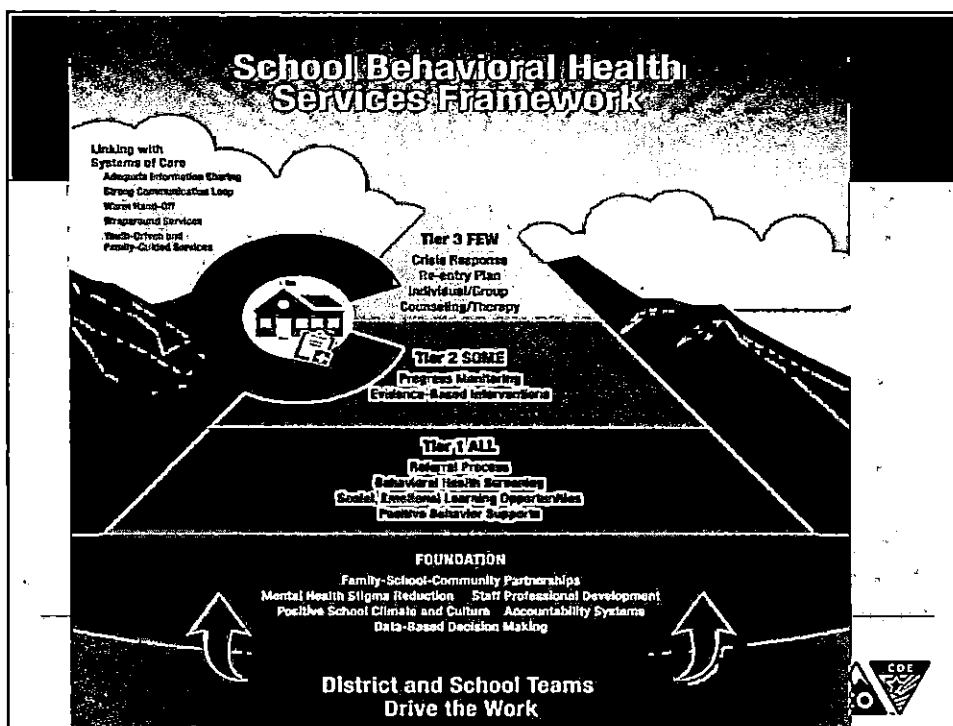 School Behavioral Health
Services Framework
Linking with
Systems of Care
Adequate Information Sharing
Strong Communication Loop
Warm Hand-Off
Wraparound Services
Youth-Driven and
Family-Guided Services
Tier 3 FEW
Crisis Response
Re-entry Plan
Individual/Group
Counseling/Therapy
Tier 2 SOME
Progress Monitoring
Evidence-Based Interventions
Tier 1 ALL
Referral Process
Behavioral Health Screening
Social, Emotional Learning Opportunities
Positive Behavior Supports
FOUNDATION
Family-School-Community Partnerships
Mental Health Stigma Reduction Staff Professional Development
Positive School Climate and Culture Accountability Systems
Data-Based Decision Making
District and School Teams
Drive the Work
CDE